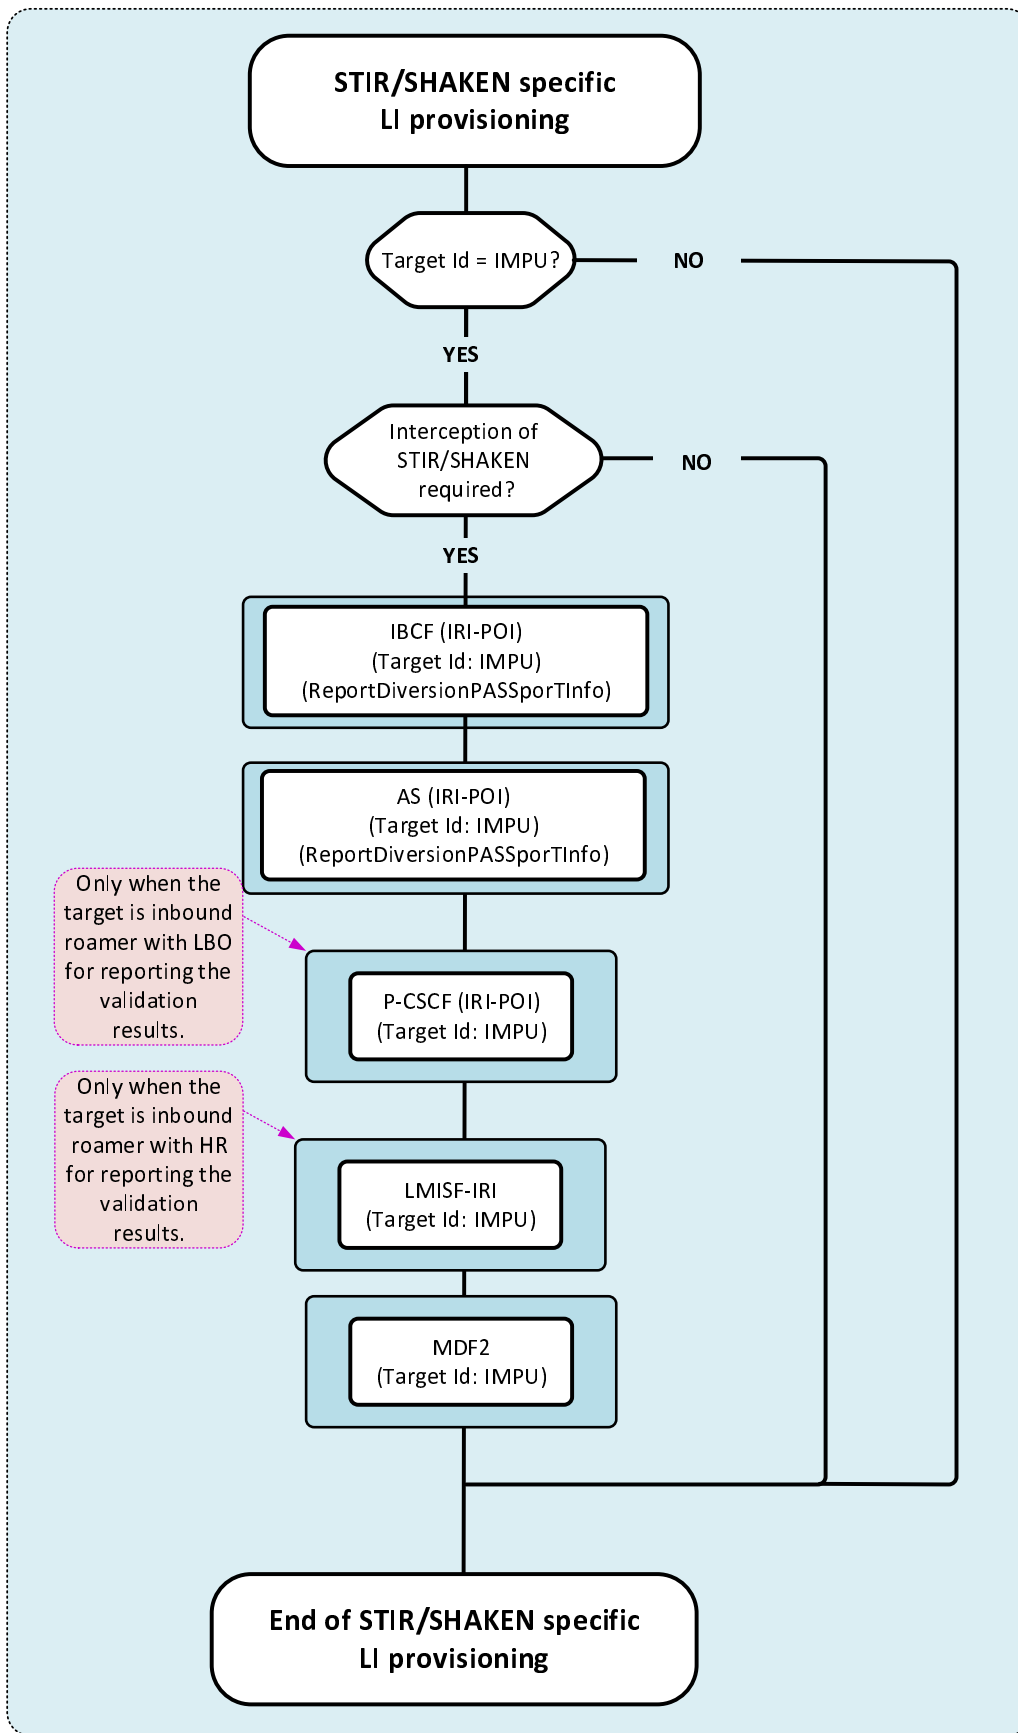 STIR/SHAKEN specific
LI provisioning
Target Id = IMPU?
NO
YES
Interception of
STIR/SHAKEN
required?
NO
YES
IBCF (IRI-POI)
(Target Id: IMPU)
(ReportDiversionPASSporTInfo)
AS (IRI-POI)
(Target Id: IMPU)
(ReportDiversionPASSporTInfo)
Only when the
target is inbound
roamer with LBO
for reporting the
validation
results.
P-CSCF (IRI-POI)
(Target Id: IMPU)
Only when the
target is inbound
roamer with HR
for reporting the
validation
results.
LMISF-IRI
(Target Id: IMPU)
MDF2
(Target Id: IMPU)
End of STIR/SHAKEN specific
LI provisioning